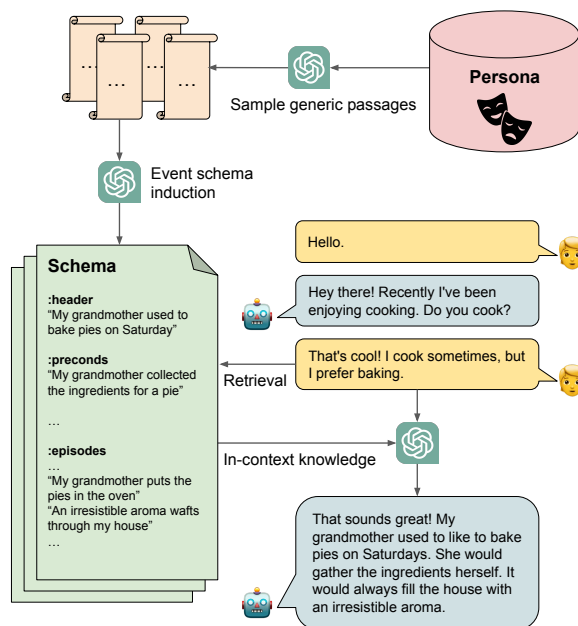 ...
...
...
...
Persona
Sample generic passages
Event schema
induction
Schema
:header
“My grandmother used to
bake pies on Saturday”
:preconds
“My grandmother collected
the ingredients for a pie”
...
:episodes
...
“My grandmother puts the
pies in the oven”
“An irresistible aroma wafts
through my house”
...
Hello.
Hey there! Recently I've been
enjoying cooking. Do you cook?
That's cool! I cook sometimes, but
I prefer baking.
Retrieval
In-context knowledge
That sounds great! My
grandmother used to like to bake
pies on Saturdays. She would
gather the ingredients herself. It
would always fill the house with
an irresistible aroma.